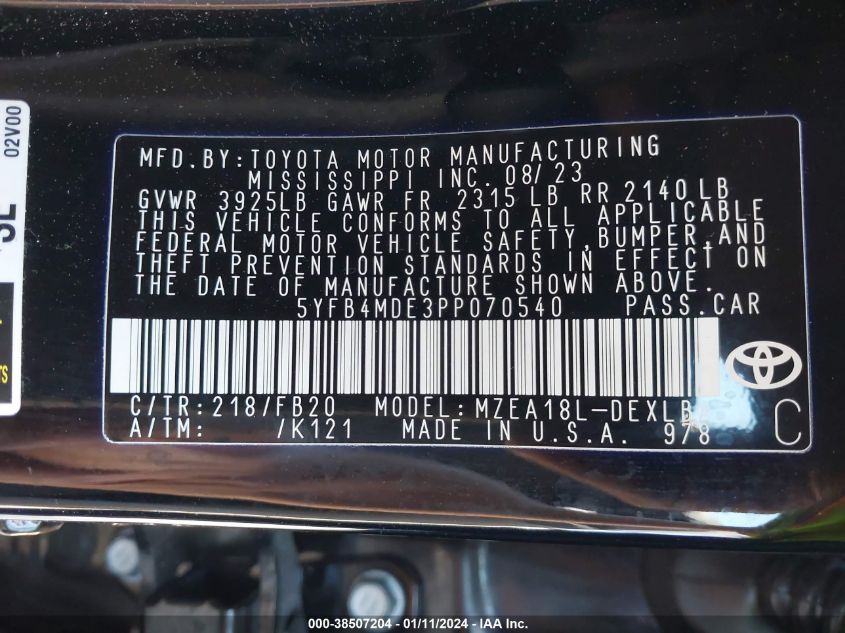 02V00
MFD. BY: TOYOTA MOTOR MANUFACTURING
MISSISSIPPI INC. 08/23
GVWR 3925LB GAWR FR 2315 LB RR 2140 LB
THIS VEHICLE CONFORMS TO ALL APPLICABLE
FEDERAL MOTOR VEHICLE SAFETY, BUMPER, AND
THEFT PREVENTION STANDARDS IN EFFECT ON
THE DATE OF MANUFACTURE SHOWN ABOVE.
5YFB4MDE3PP070540 PASS.CAR
C/TR: 218/FB20 MODEL: MZEA18L-DEXLBA
A/TM: /K121 MADE IN U.S.A. 978
C
000-38507204 - 01/11/2024 - IAA Inc.